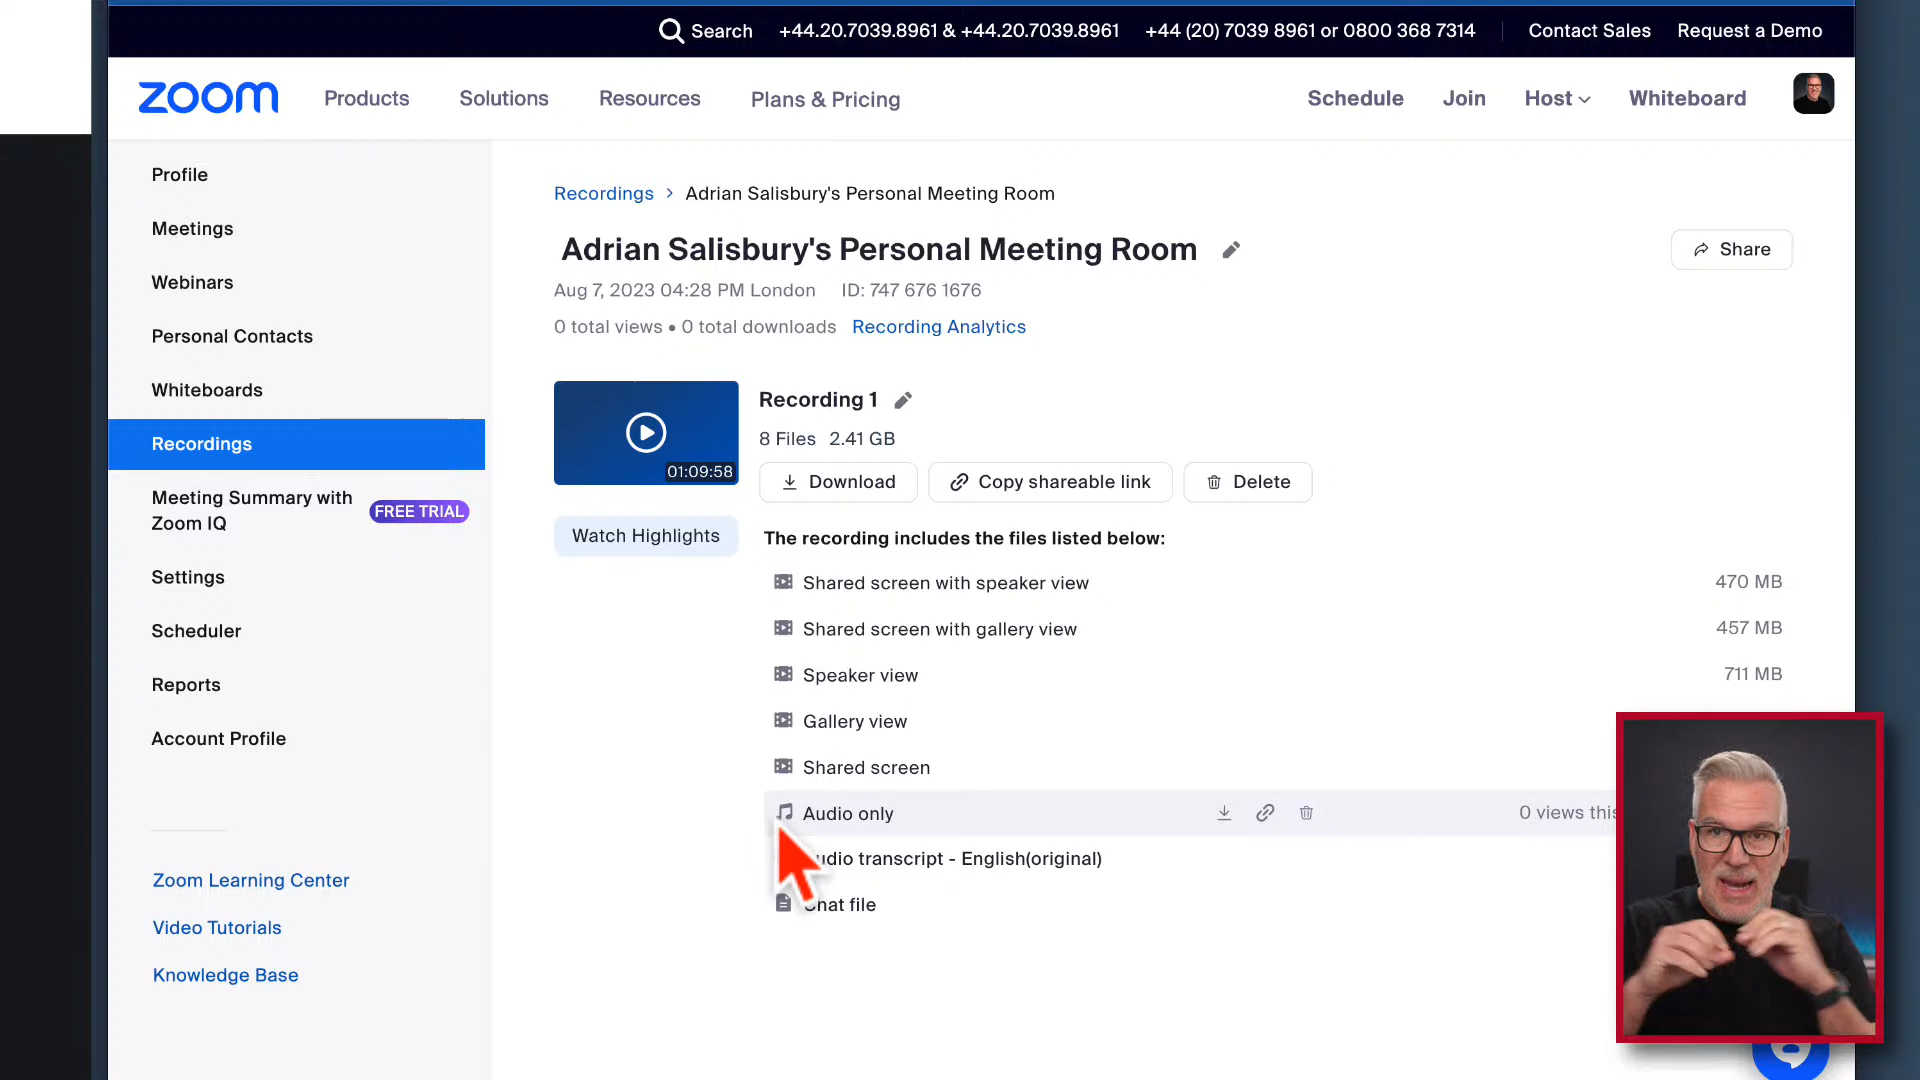 Search +44.20.7039.8961 & +44.20.7039.8961 +44 (20) 7039 8961 or 0800 368 7314 Contact Sales Request a Demo
zoom Products Solutions Resources Plans & Pricing Schedule Join Host Whiteboard
Profile
Meetings
Webinars
Personal Contacts
Whiteboards
Recordings
Meeting Summary with
Zoom IQ
FREE TRIAL
Settings
Scheduler
Reports
Account Profile
Zoom Learning Center
Video Tutorials
Knowledge Base
Recordings > Adrian Salisbury's Personal Meeting Room
Adrian Salisbury's Personal Meeting Room
Share
Aug 7, 2023 04:28 PM London ID: 747 676 1676
0 total views • 0 total downloads Recording Analytics
01:09:58
Watch Highlights
Recording 1
8 Files 2.41 GB
Download Copy shareable link Delete
The recording includes the files listed below:
Shared screen with speaker view 470 MB
Shared screen with gallery view 457 MB
Speaker view 711 MB
Gallery view
Shared screen
Audio only 0 views
transcript - English(original)
file